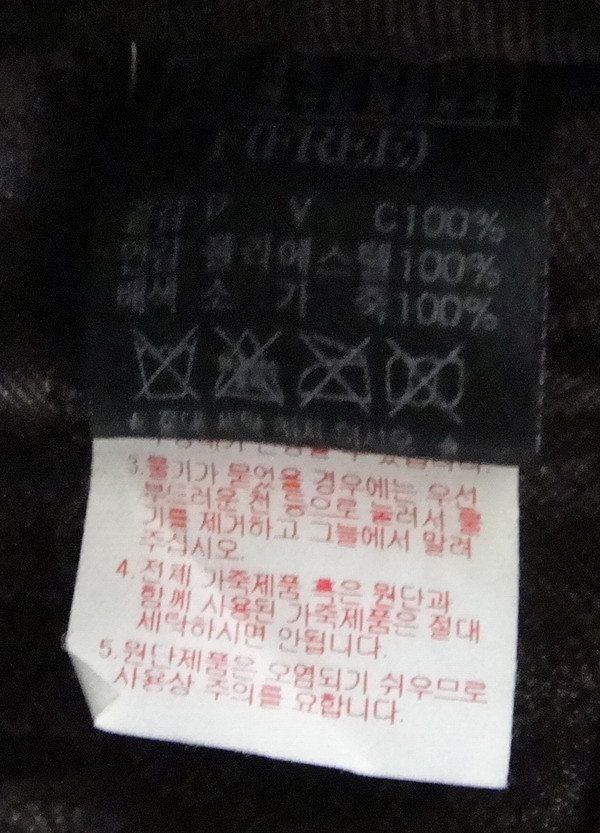 F(FREE)
겉감 P V C100%
안감 폴리에스텔100%
배색 소 가 죽100%
3.물기가 묻었을 경우에는 우선
부드러운 천 등으로 눌러서 물
기를 제거하고 그늘에서 말려
주십시오.
4.전체 가죽제품 혹은 원단과
함께 사용된 가죽제품은 절대
세탁하시면 안됩니다.
5.원단제품은 오염되기 쉬우므로
사용상 주의를 요합니다.